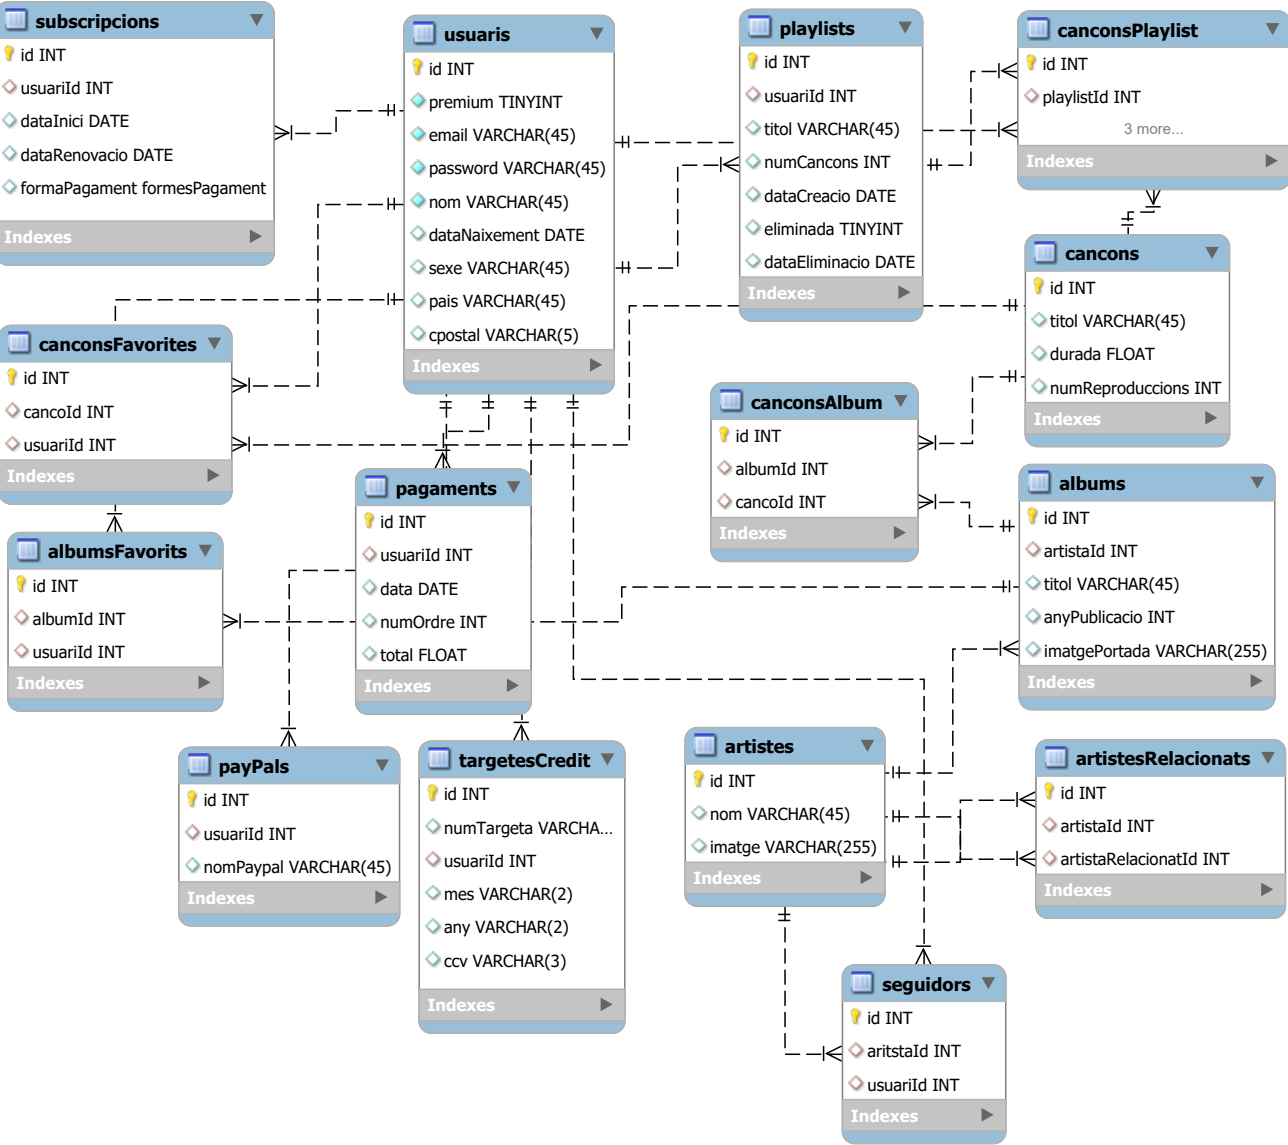 subscripcions
id INT
usuariId INT
dataInici DATE
dataRenovacio DATE
formaPagament formesPagament
Indexes
usuaris
id INT
premium TINYINT
email VARCHAR(45)
password VARCHAR(45)
nom VARCHAR(45)
dataNaixement DATE
sexe VARCHAR(45)
pais VARCHAR(45)
cpostal VARCHAR(5)
Indexes
playlists
id INT
usuariId INT
titol VARCHAR(45)
numCancons INT
dataCreacio DATE
eliminada TINYINT
dataEliminacio DATE
Indexes
canconsPlaylist
id INT
playlistId INT
3 more...
Indexes
cancons
id INT
titol VARCHAR(45)
durada FLOAT
numReproduccions INT
Indexes
canconsFavorites
id INT
cancoId INT
usuariId INT
Indexes
canconsAlbum
id INT
albumId INT
cancoId INT
Indexes
albums
id INT
artistaId INT
titol VARCHAR(45)
anyPublicacio INT
imatgePortada VARCHAR(255)
Indexes
pagaments
id INT
usuariId INT
data DATE
numOrdre INT
total FLOAT
Indexes
albumsFavorits
id INT
albumId INT
usuariId INT
Indexes
payPals
id INT
usuariId INT
nomPaypal VARCHAR(45)
Indexes
targetesCredit
id INT
numTargeta VARCHA...
usuariId INT
mes VARCHAR(2)
any VARCHAR(2)
ccv VARCHAR(3)
Indexes
artistes
id INT
nom VARCHAR(45)
imatge VARCHAR(255)
Indexes
artistesRelacionats
id INT
artistaId INT
artistaRelacionatId INT
Indexes
seguidors
id INT
aritstaId INT
usuariId INT
Indexes